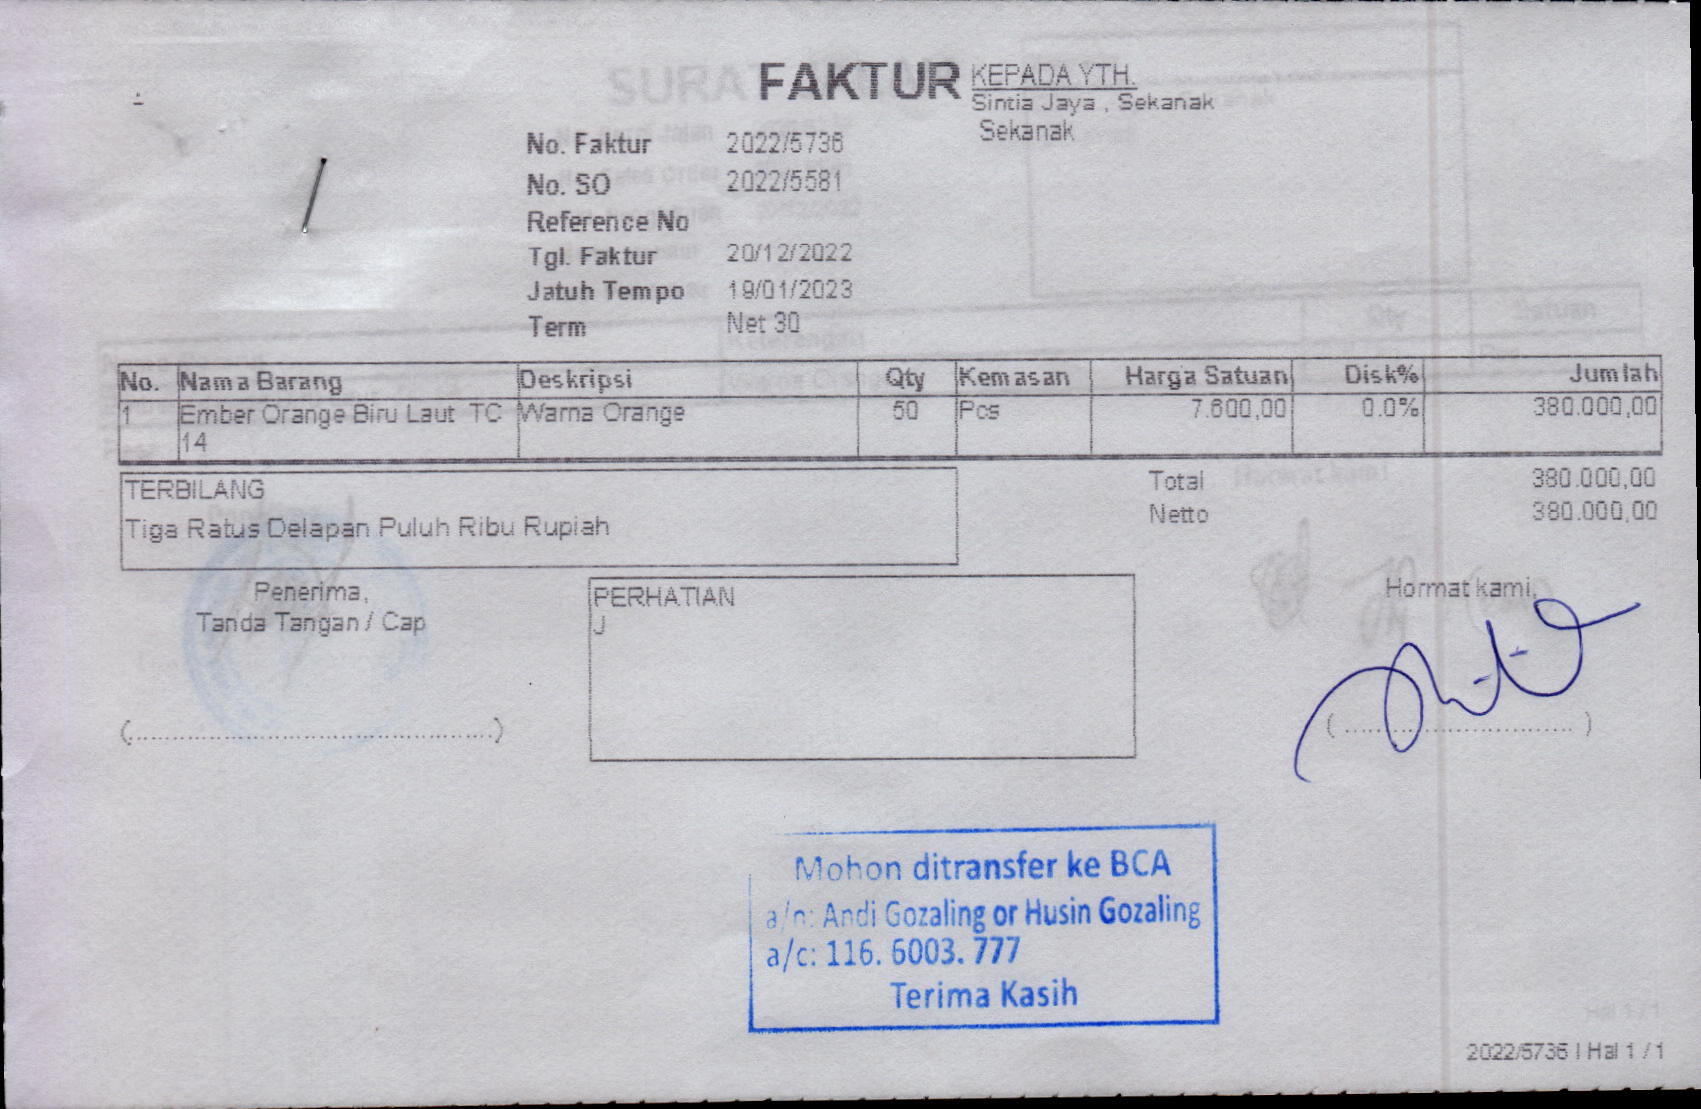 FAKTUR
KEPADA YTH.
Sintia Jaya , Sekanak
Sekanak
No. Faktur 2022/5736
No. SO 2022/5581
Reference No
Tgl. Faktur 20/12/2022
Jatuh Tempo 19/01/2023
Term Net 30
No. Nama Barang Deskripsi Qty Kemasan Harga Satuan Disk% Jumlah
1 Ember Orange Biru Laut TC Warna Orange 50 Pcs 7.600,00 0.0% 380.000,00
14
TERBILANG
Tiga Ratus Delapan Puluh Ribu Rupiah
Total 380.000,00
Netto 380.000,00
Penerima,
Tanda Tangan / Cap
(..............................................)
PERHATIAN
J
Hormat kami,
(..............................)
Mohon ditransfer ke BCA
a/n: Andi Gozaling or Husin Gozaling
a/c: 116. 6003. 777
Terima Kasih
2022/5736 | Hal 1 / 1